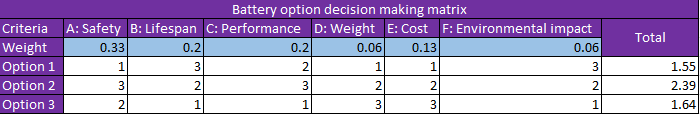 Battery option decision making matrix
Criteria A: Safety B: Lifespan C: Performance D: Weight E: Cost F: Environmental impact Total
Weight 0.33 0.2 0.2 0.06 0.13 0.06
Option 1 1 3 2 1 1 3 1.55
Option 2 3 2 3 2 2 2 2.39
Option 3 2 1 1 3 3 1 1.64